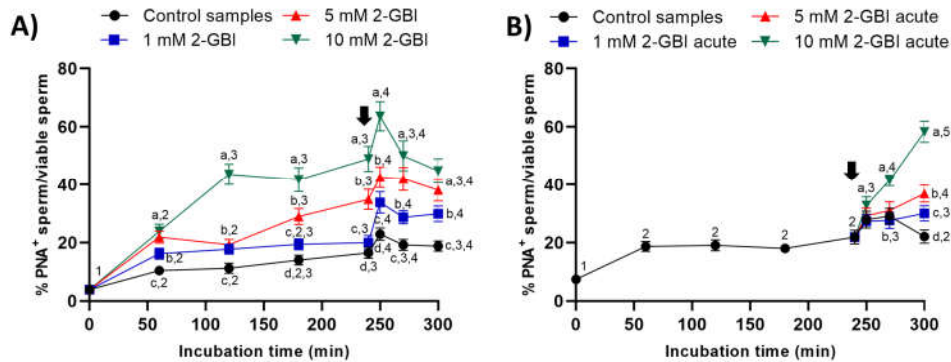 A)
Control samples
5 mM 2-GBI
1 mM 2-GBI
10 mM 2-GBI
% PNA+ sperm/viable sperm
80
60
40
20
0
0
50
100
150
200
250
300
Incubation time (min)
1
a,2
b,2
c,2
a,3
b,2
c,2
a,3
b,3
c,2,3
d,2,3
a,3
b,3
c,3
d,3
a,4
b,4
c,4
d,4
a,3,4
c,3,4
a,3,4
b,4
c,3,4
B)
Control samples
5 mM 2-GBI acute
1 mM 2-GBI acute
10 mM 2-GBI acute
% PNA+ sperm/viable sperm
80
60
40
20
0
0
50
100
150
200
250
300
Incubation time (min)
1
2
2
2
2
a,3
a,4
b,3
a,5
b,4
c,3
d,2